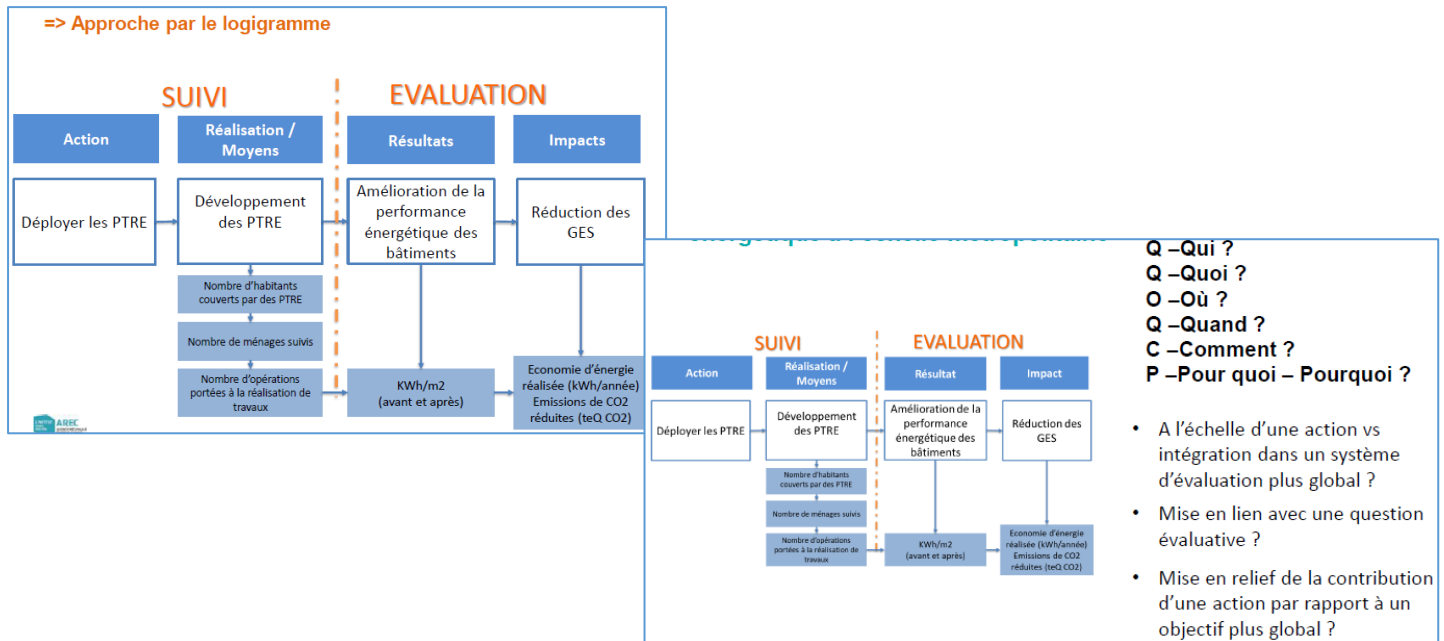 => Approche par le logigramme
SUIVI
EVALUATION
Action
Réalisation /
Moyens
Résultats
Impacts
Déployer les PTRE
Développement
des PTRE
Amélioration de la
performance
énergétique des
bâtiments
Réduction des
GES
Nombre d'habitants
couverts par des PTRE
Nombre de ménages suivis
Nombre d'opérations
portées à la réalisation de
travaux
KWh/m2
(avant et après)
Economie d'énergie
réalisée (kWh/année)
Emissions de CO2
réduites (teQ CO2)
AREC
SUIVI
EVALUATION
Action
Réalisation /
Moyens
Résultat
Impact
Déployer les PTRE
Développement
des PTRE
Amélioration de la
performance
énergétique des
bâtiments
Réduction des
GES
Nombre d'habitants
couverts par des PTRE
Nombre de ménages suivis
Nombre d'opérations
portées à la réalisation de
travaux
KWh/m2
(avant et après)
Economie d'énergie
réalisée (kWh/année)
Emissions de CO2
réduites (teQ CO2)
Q –Qui ?
Q –Quoi ?
O –Où ?
Q –Quand ?
C –Comment ?
P –Pour quoi – Pourquoi ?
• A l'échelle d'une action vs
intégration dans un système
d'évaluation plus global ?
• Mise en lien avec une question
évaluative ?
• Mise en relief de la contribution
d'une action par rapport à un
objectif plus global ?